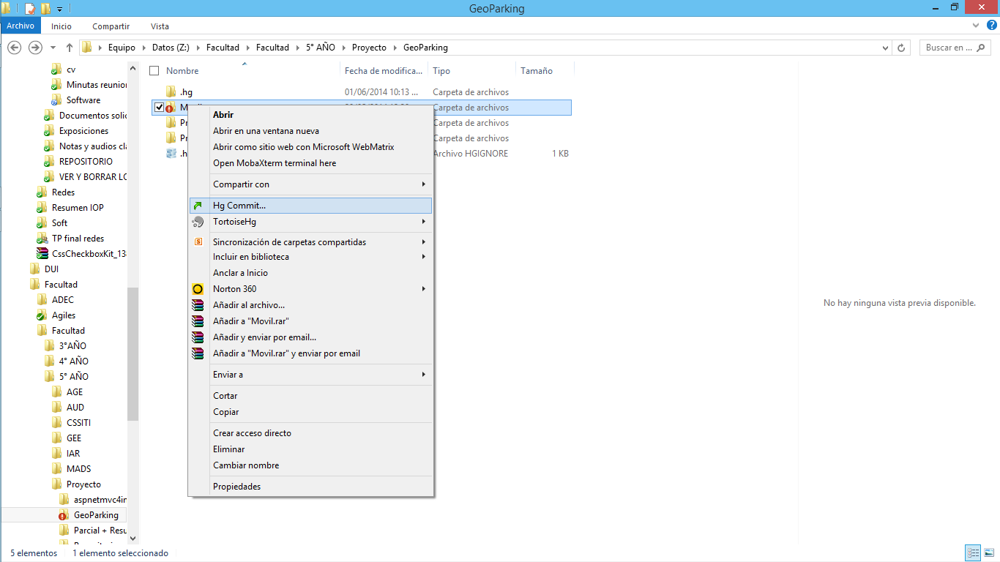 GeoParking
Archivo Inicio Compartir Vista
Equipo Datos (Z:) Facultad Facultad 5° AÑO Proyecto GeoParking
Buscar en ...
cv
Minutas reunion
Software
Documentos solic
Exposiciones
Notas y audios cla
REPOSITORIO
VER Y BORRAR LO
Redes
Resumen IOP
Soft
TP final redes
CssCheckboxKit_13
DUI
Facultad
ADEC
Agiles
Facultad
3°AÑO
4° AÑO
5° AÑO
AGE
AUD
CSSITI
GEE
IAR
MADS
Proyecto
aspnetmvc4in
GeoParking
Parcial + Resu
Nombre Fecha de modifica... Tipo Tamaño
.hg 01/06/2014 10:13 ... Carpeta de archivos
Carpeta de archivos
Pr Carpeta de archivos
Pr Carpeta de archivos
.h Archivo HGIGNORE 1 KB
Abrir
Abrir en una ventana nueva
Abrir como sitio web con Microsoft WebMatrix
Open MobaXterm terminal here
Compartir con
Hg Commit...
TortoiseHg
Sincronización de carpetas compartidas
Incluir en biblioteca
Anclar a Inicio
Norton 360
Añadir al archivo...
Añadir a "Movil.rar"
Añadir y enviar por email...
Añadir a "Movil.rar" y enviar por email
Enviar a
Cortar
Copiar
Crear acceso directo
Eliminar
Cambiar nombre
Propiedades
No hay ninguna vista previa disponible.
5 elementos 1 elemento seleccionado